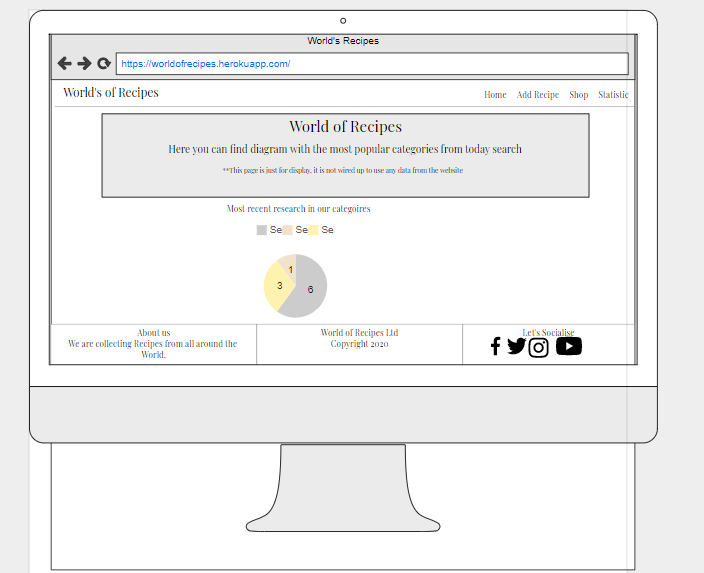 World's Recipes
https://worldofrecipes.herokuapp.com/
World's of Recipes
Home Add Recipe Shop Statistic
World of Recipes
Here you can find diagram with the most popular categories from today search
**This page is just for display, it is not wired up to use any data from the website
Most recent research in our categoires
Se Se Se
1
3
6
About us
We are collecting Recipes from all around the
World.
World of Recipes Ltd
Copyright 2020
Let's Socialise